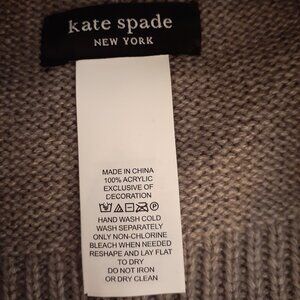 kate spade
NEW YORK
MADE IN CHINA
100% ACRYLIC
EXCLUSIVE OF
DECORATION
HAND WASH COLD
WASH SEPARATELY
ONLY NON-CHLORINE
BLEACH WHEN NEEDED
RESHAPE AND LAY FLAT
TO DRY
DO NOT IRON
OR DRY CLEAN